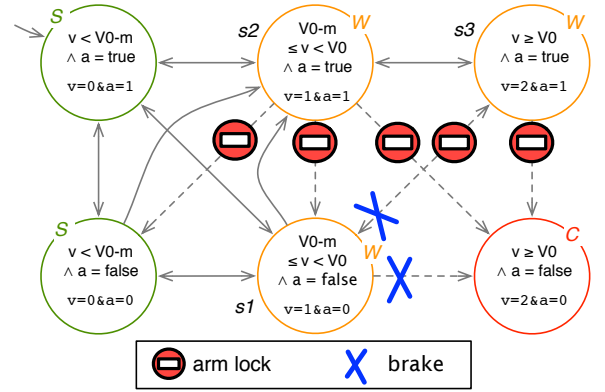 S
v < V0-m
∧ a = true
v=0&a=1
s2
W
V0-m
≤ v < V0
∧ a = true
v=1&a=1
s3
W
v ≥ V0
∧ a = true
v=2&a=1
S
v < V0-m
∧ a = false
v=0&a=0
s1
W
V0-m
≤ v < V0
∧ a = false
v=1&a=0
C
v ≥ V0
∧ a = false
v=2&a=0
arm lock
brake